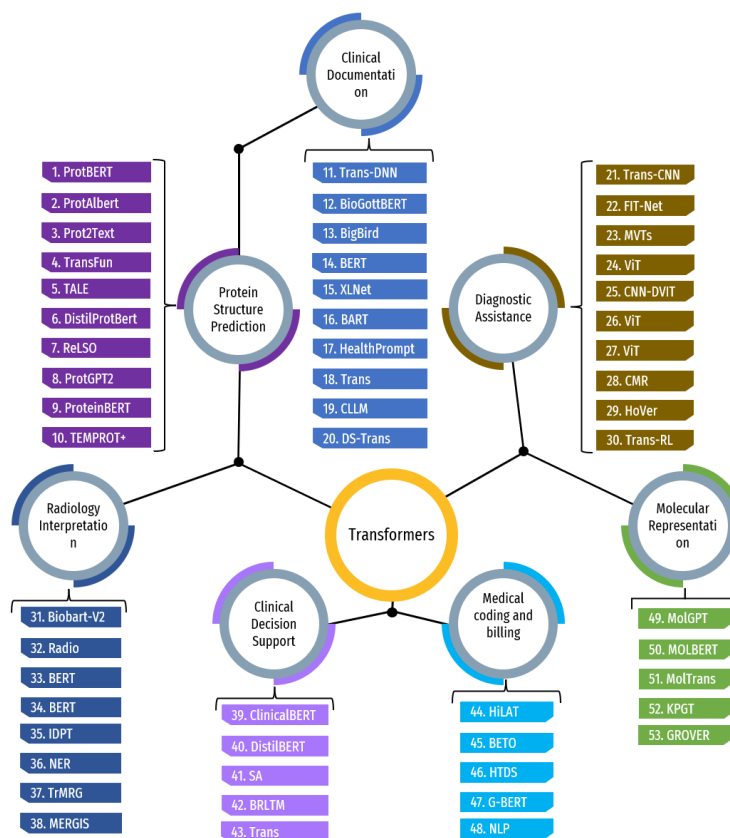 Clinical
Documentati
on
1. ProtBERT
2. ProtAlbert
3. Prot2Text
4. TransFun
5. TALE
6. DistilProtBert
7. ReLSO
8. ProtGPT2
9. ProteinBERT
10. TEMPROT+
Protein
Structure
Prediction
11. Trans-DNN
12. BioGottBERT
13. BigBird
14. BERT
15. XLNet
16. BART
17. HealthPrompt
18. Trans
19. CLLM
20. DS-Trans
Diagnostic
Assistance
21. Trans-CNN
22. FIT-Net
23. MVTs
24. ViT
25. CNN-DVIT
26. ViT
27. ViT
28. CMR
29. HoVer
30. Trans-RL
Radiology
Interpretatio
n
Transformers
Molecular
Representati
on
31. Biobart-V2
32. Radio
33. BERT
34. BERT
35. IDPT
36. NER
37. TrMRG
38. MERGIS
Clinical
Decision
Support
39. ClinicalBERT
40. DistilBERT
41. SA
42. BRLTM
43. Trans
Medical
coding and
billing
44. HiLAT
45. BETO
46. HTDS
47. G-BERT
48. NLP
49. MolGPT
50. MOLBERT
51. MolTrans
52. KPGT
53. GROVER